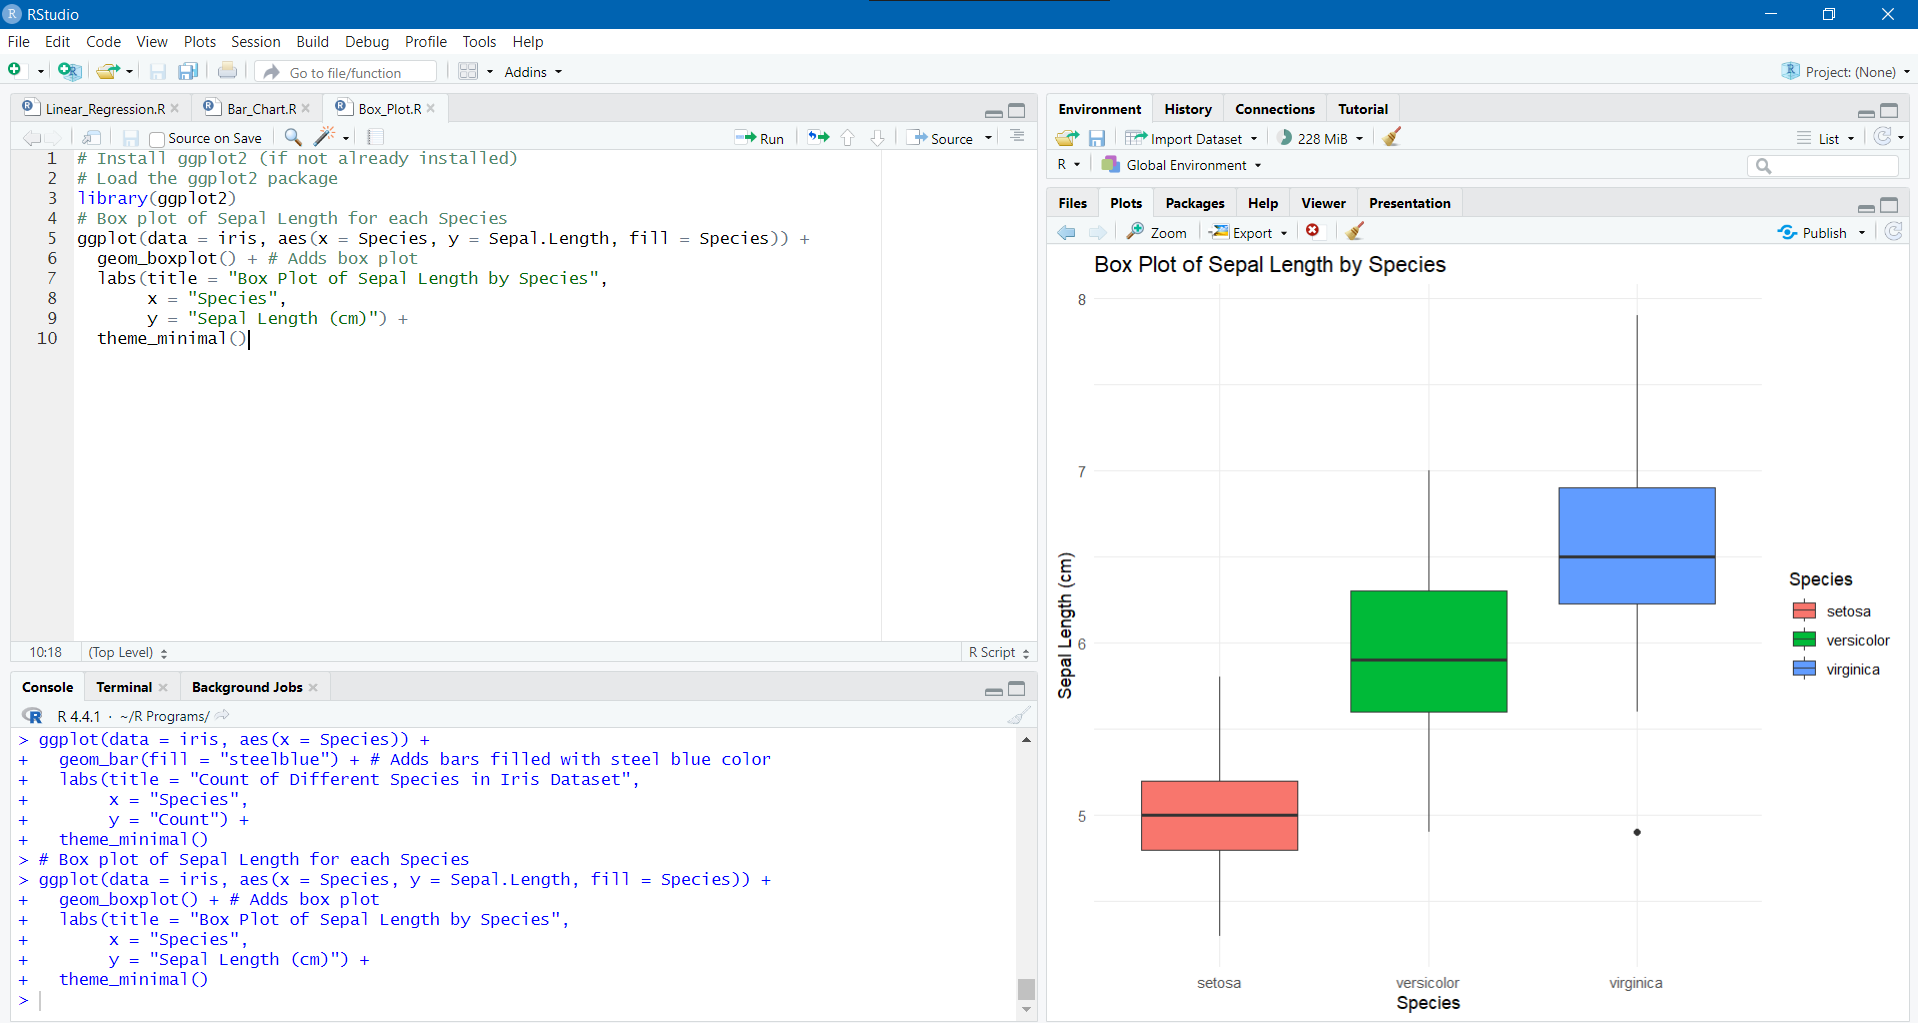 RStudio
File Edit Code View Plots Session Build Debug Profile Tools Help
Go to file/function Addins Project: (None)
Linear_Regression.R Bar_Chart.R Box_Plot.R
Source on Save Run Source
1 # Install ggplot2 (if not already installed)
2 # Load the ggplot2 package
3 library(ggplot2)
4 # Box plot of Sepal Length for each Species
5 ggplot(data = iris, aes(x = Species, y = Sepal.Length, fill = Species)) +
6   geom_boxplot() + # Adds box plot
7   labs(title = "Box Plot of Sepal Length by Species",
8        x = "Species",
9        y = "Sepal Length (cm)") +
10   theme_minimal()
10:18 (Top Level) R Script
Console Terminal Background Jobs
R R 4.4.1 · ~/R Programs/
> ggplot(data = iris, aes(x = Species)) +
+   geom_bar(fill = "steelblue") + # Adds bars filled with steel blue color
+   labs(title = "Count of Different Species in Iris Dataset",
+        x = "Species",
+        y = "Count") +
+   theme_minimal()
> # Box plot of Sepal Length for each Species
> ggplot(data = iris, aes(x = Species, y = Sepal.Length, fill = Species)) +
+   geom_boxplot() + # Adds box plot
+   labs(title = "Box Plot of Sepal Length by Species",
+        x = "Species",
+        y = "Sepal Length (cm)") +
+   theme_minimal()
>
Environment History Connections Tutorial
Import Dataset 228 MiB List
R Global Environment
Files Plots Packages Help Viewer Presentation
Zoom Export Publish
Box Plot of Sepal Length by Species
8
7
6
5
Sepal Length (cm)
setosa versicolor virginica
Species
Species
setosa
versicolor
virginica